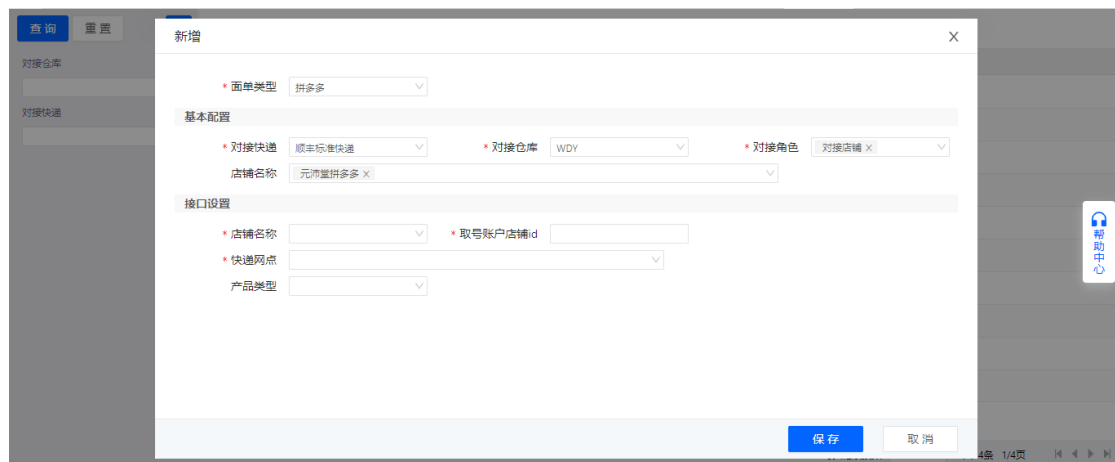 查询 重置
对接仓库
对接快递
新增 X
* 面单类型 拼多多
基本配置
* 对接快递 顺丰标准快递 * 对接仓库 WDY * 对接角色 对接店铺 x
店铺名称 元沛堂拼多多 x
接口设置
* 店铺名称 * 取号账户店铺id
* 快递网点
产品类型
保存 取消
帮助中心
4条 1/4页